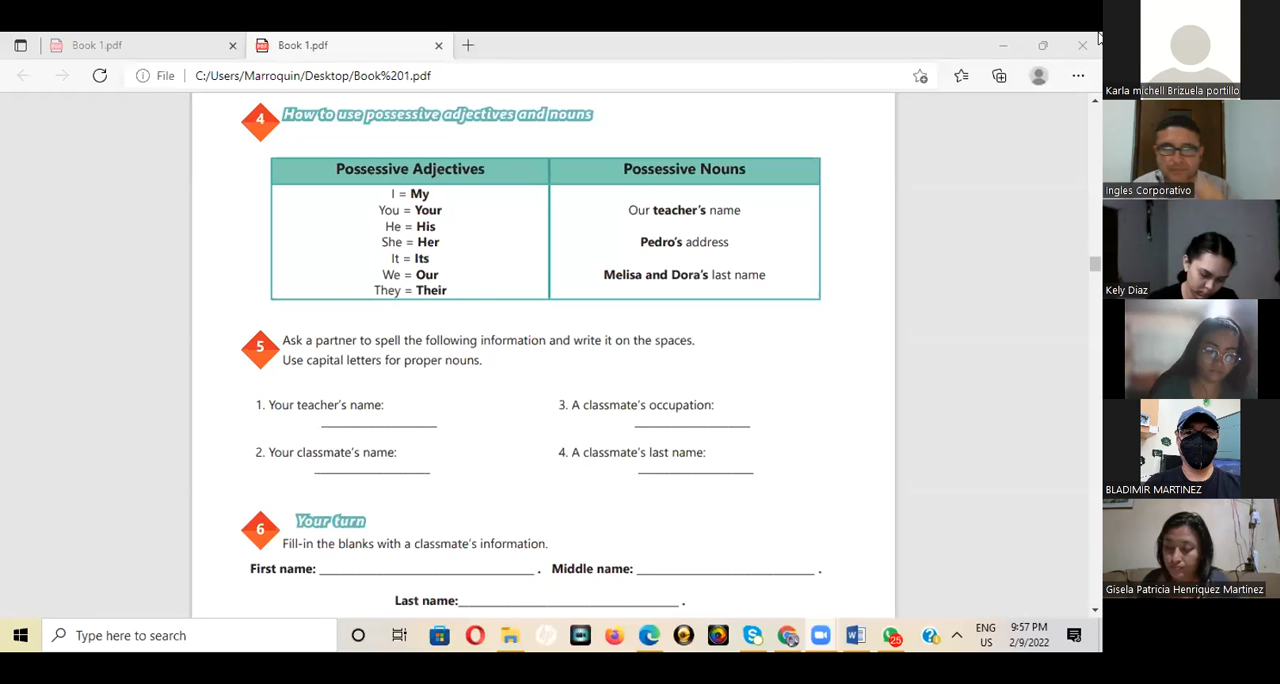 Book 1.pdf
Book 1.pdf
File
C:/Users/Marroquin/Desktop/Book%201.pdf
4
How to use possessive adjectives and nouns
Possessive Adjectives
I = My
You = Your
He = His
She = Her
It = Its
We = Our
They = Their
Possessive Nouns
Our teacher's name
Pedro's address
Melisa and Dora's last name
5
Ask a partner to spell the following information and write it on the spaces.
Use capital letters for proper nouns.
1. Your teacher's name:
2. Your classmate's name:
3. A classmate's occupation:
4. A classmate's last name:
6
Your turn
Fill-in the blanks with a classmate's information.
First name: . Middle name: .
Last name: .
Type here to search
25
ENG
US
9:57 PM
2/9/2022
Karla michell Brizuela portillo
Ingles Corporativo
Kely Diaz
BLADIMIR MARTINEZ
Gisela Patricia Henriquez Martinez